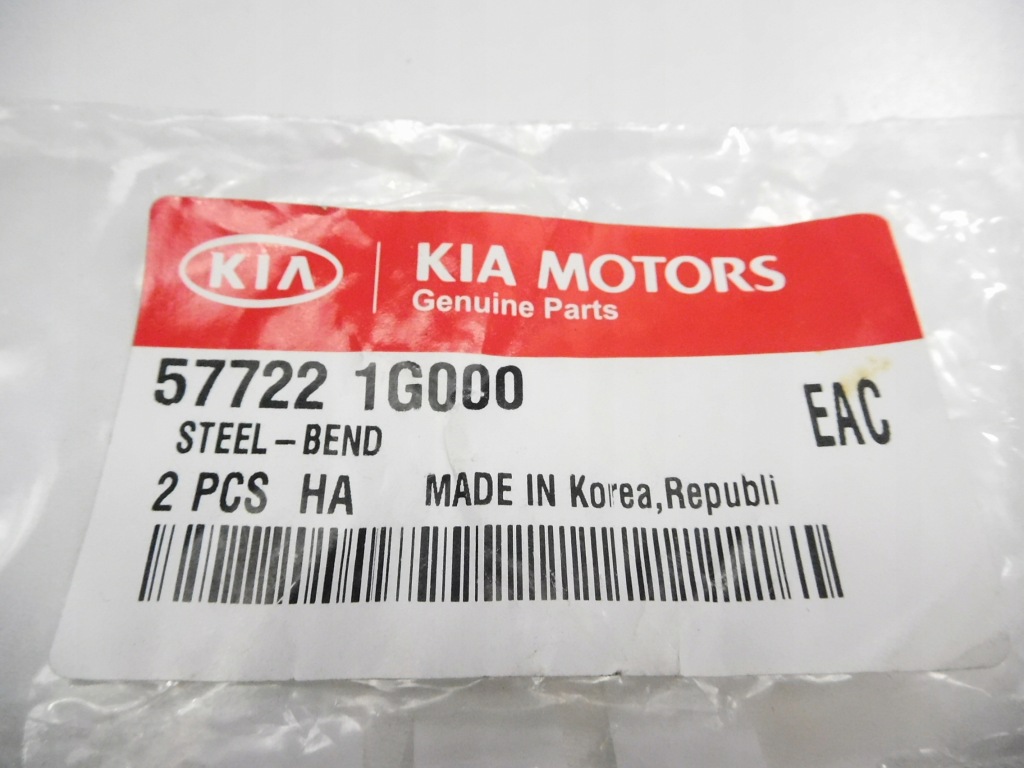 KIA
KIA MOTORS
Genuine Parts
57722 1G000
EAC
STEEL-BEND
2 PCS HA MADE IN Korea,Republi